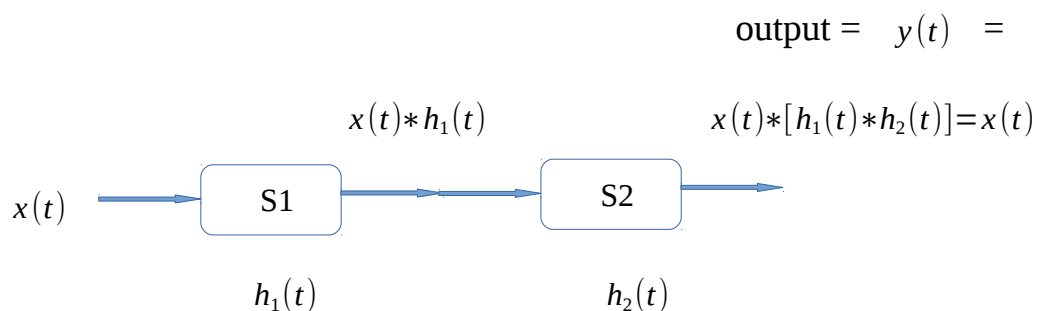 output = y(t) =
x(t)*h₁(t)
x(t)*[h₁(t)*h₂(t)]=x(t)
x(t)
S1
S2
h₁(t)
h₂(t)